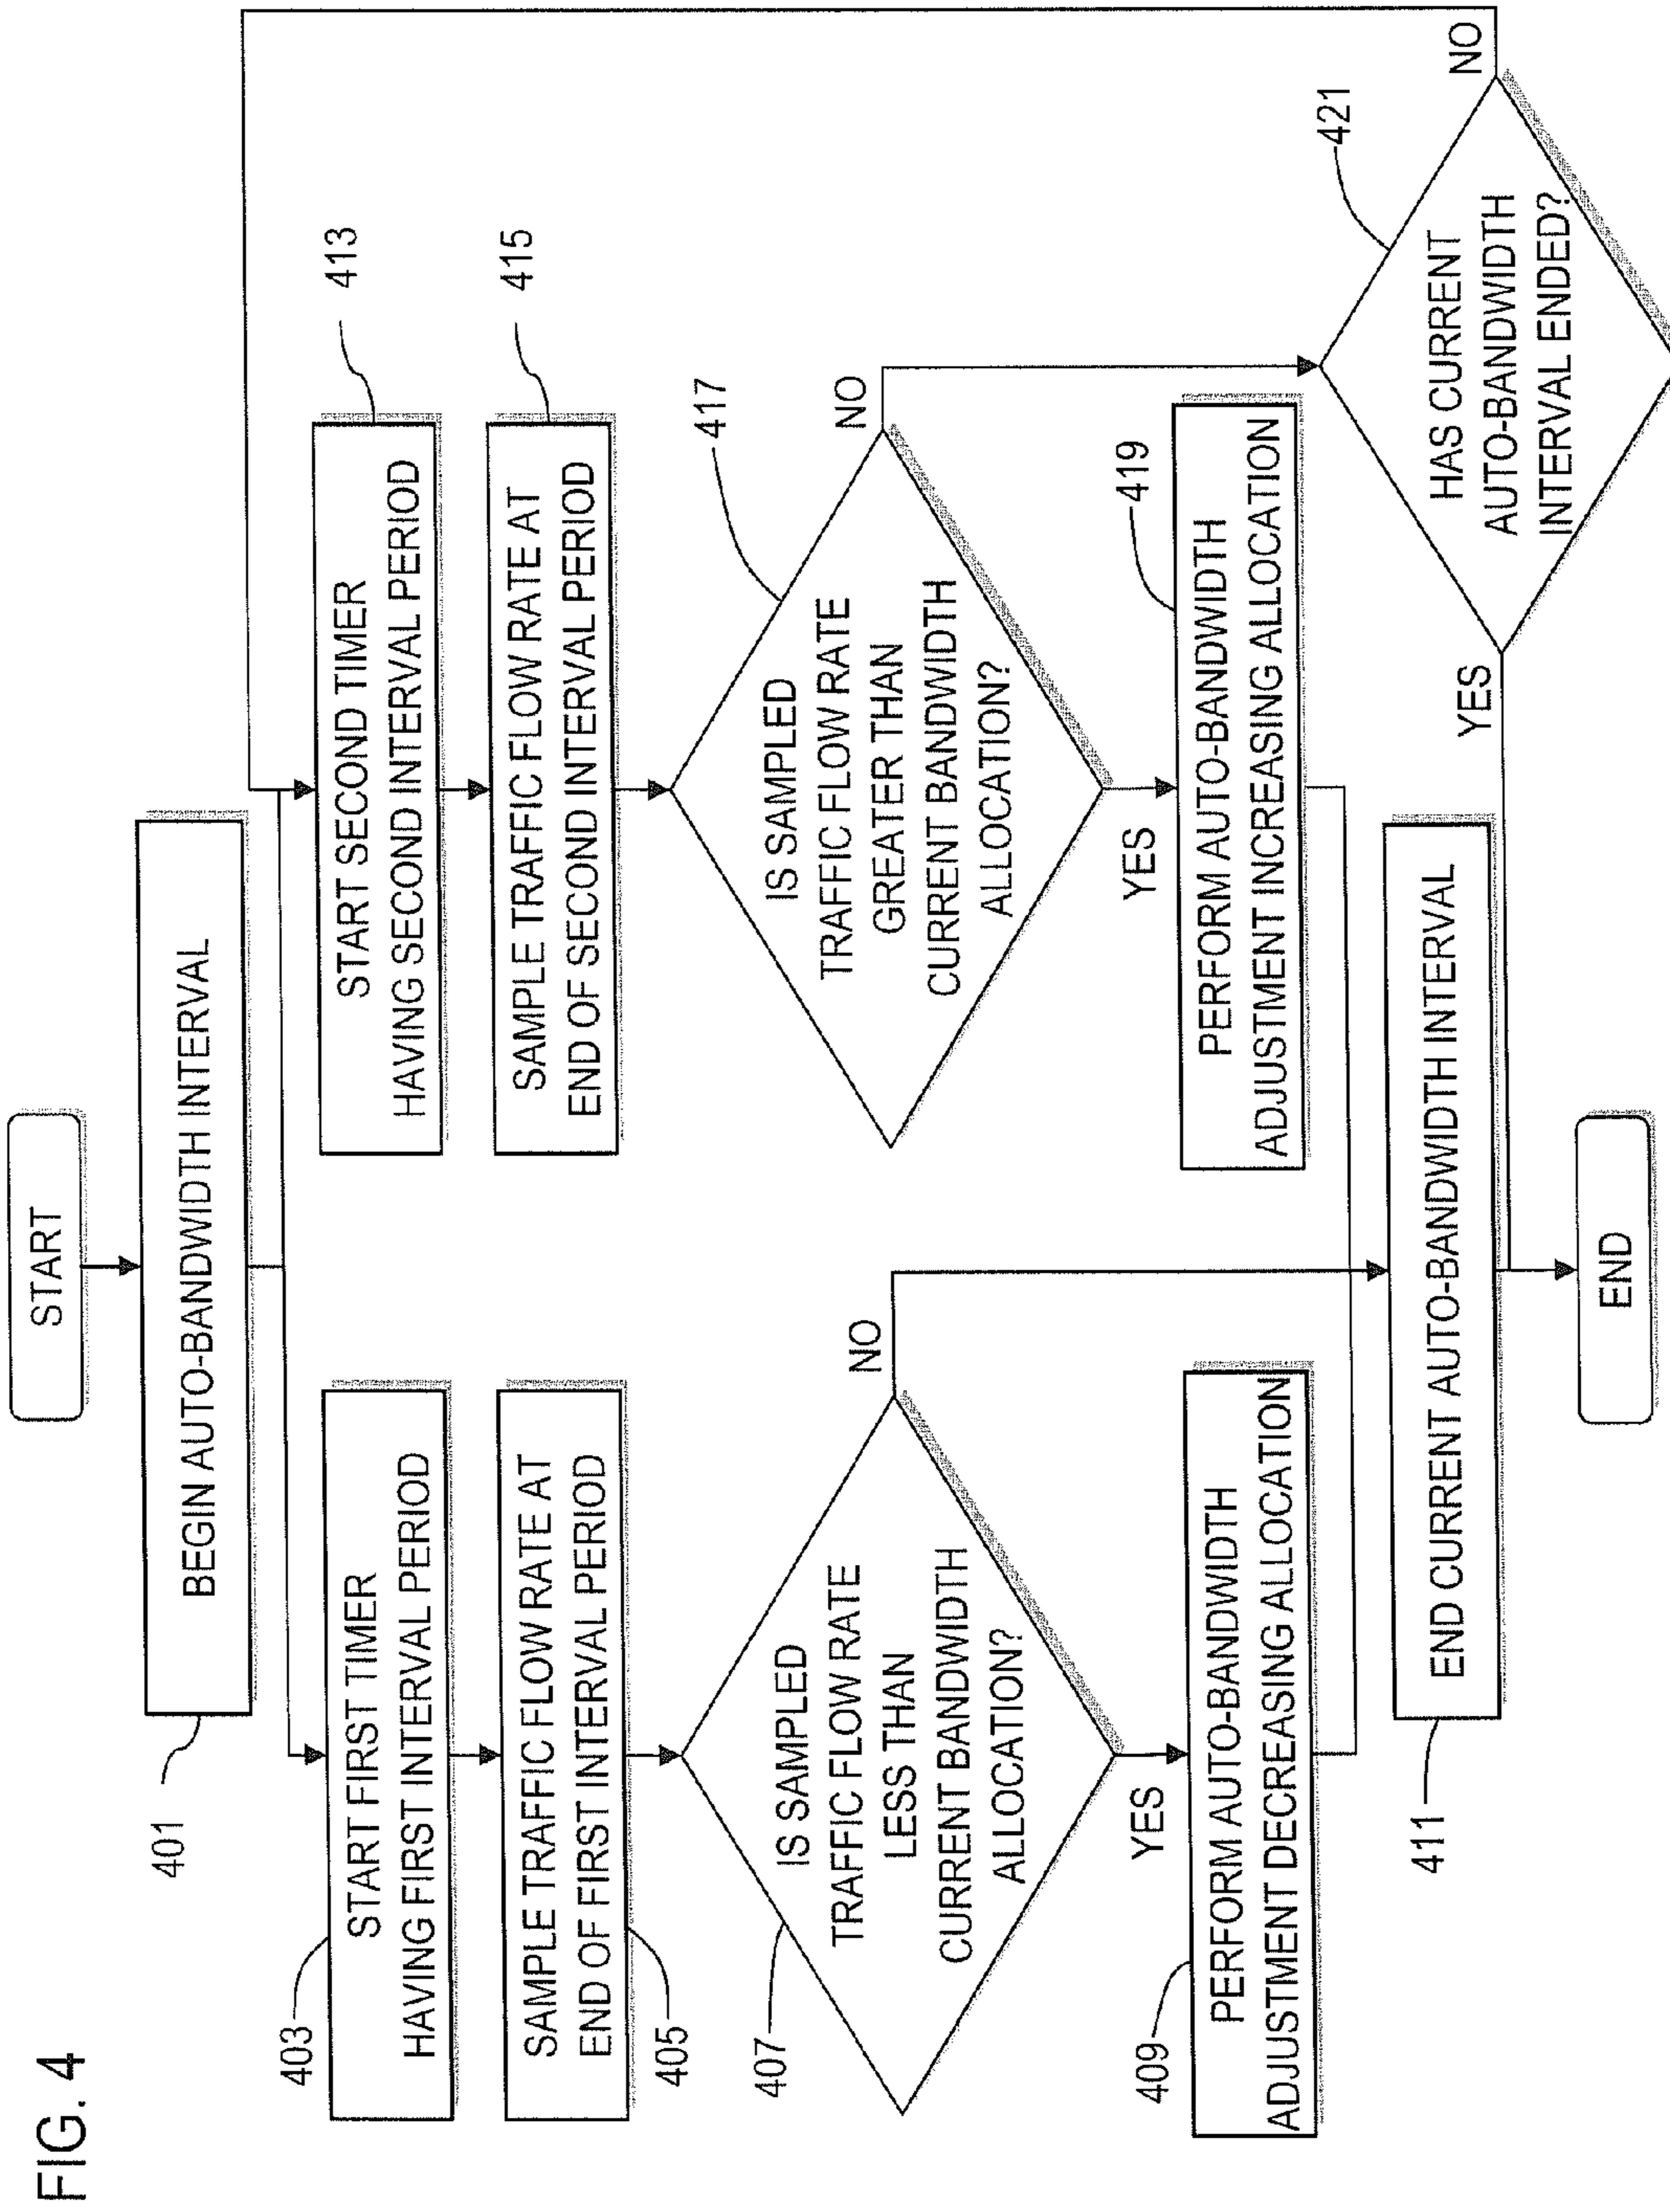 FIG. 4
START
BEGIN AUTO-BANDWIDTH INTERVAL
401
START FIRST TIMER
HAVING FIRST INTERVAL PERIOD
403
SAMPLE TRAFFIC FLOW RATE AT
END OF FIRST INTERVAL PERIOD
405
IS SAMPLED
TRAFFIC FLOW RATE
LESS THAN
CURRENT BANDWIDTH
ALLOCATION?
407
NO
YES
PERFORM AUTO-BANDWIDTH
ADJUSTMENT DECREASING ALLOCATION
409
START SECOND TIMER
HAVING SECOND INTERVAL PERIOD
413
SAMPLE TRAFFIC FLOW RATE AT
END OF SECOND INTERVAL PERIOD
415
IS SAMPLED
TRAFFIC FLOW RATE
GREATER THAN
CURRENT BANDWIDTH
ALLOCATION?
417
NO
YES
PERFORM AUTO-BANDWIDTH
ADJUSTMENT INCREASING ALLOCATION
419
HAS CURRENT
AUTO-BANDWIDTH
INTERVAL ENDED?
421
NO
YES
END CURRENT AUTO-BANDWIDTH INTERVAL
411
END